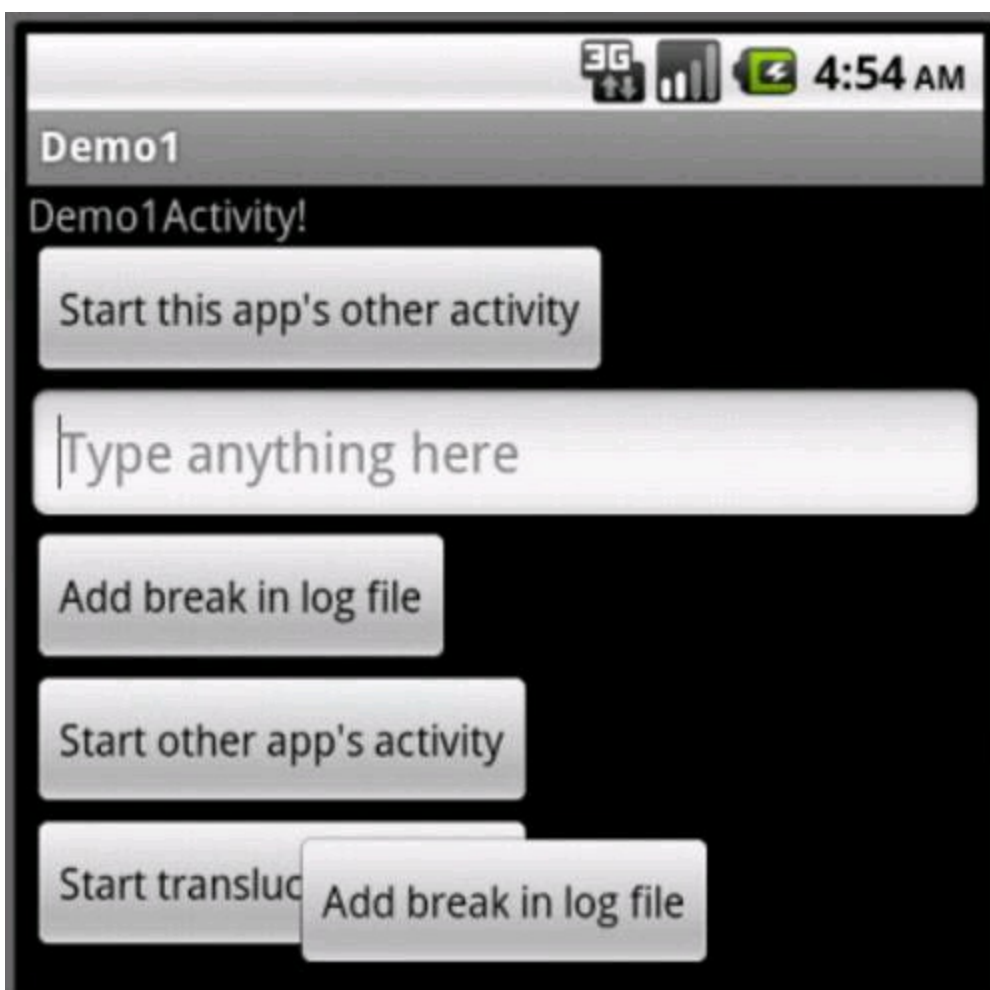 3G
4:54 AM
Demo1
Demo1Activity!
Start this app's other activity
Type anything here
Add break in log file
Start other app's activity
Start
Add break in log file